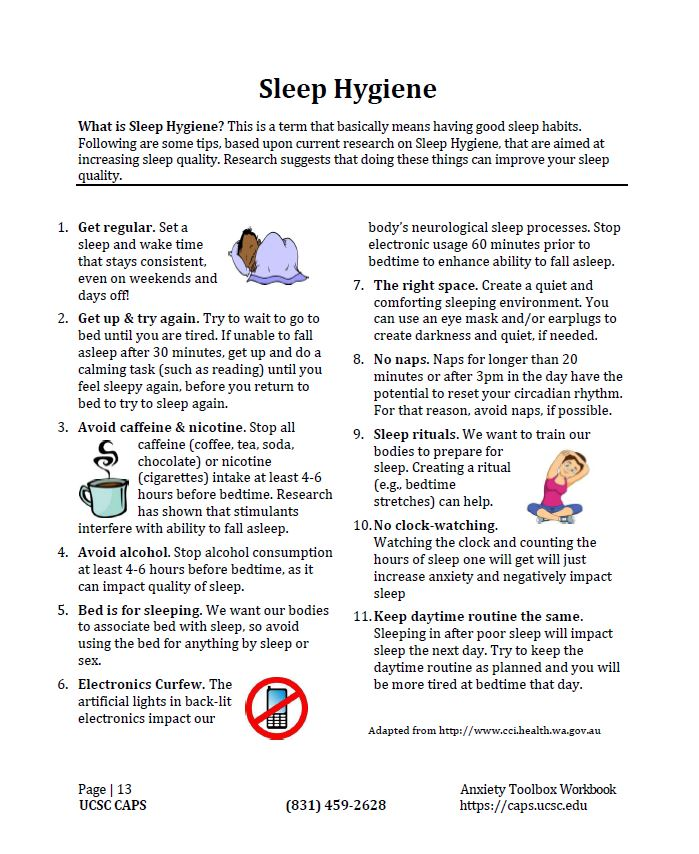 Sleep Hygiene
What is Sleep Hygiene? This is a term that basically means having good sleep habits.
Following are some tips, based upon current research on Sleep Hygiene, that are aimed at
increasing sleep quality. Research suggests that doing these things can improve your sleep
quality.
1. Get regular. Set a
sleep and wake time
that stays consistent,
even on weekends and
days off!
2. Get up & try again. Try to wait to go to
bed until you are tired. If unable to fall
asleep after 30 minutes, get up and do a
calming task (such as reading) until you
feel sleepy again, before you return to
bed to try to sleep again.
3. Avoid caffeine & nicotine. Stop all
caffeine (coffee, tea, soda,
chocolate) or nicotine
(cigarettes) intake at least 4-6
hours before bedtime. Research
has shown that stimulants
interfere with ability to fall asleep.
4. Avoid alcohol. Stop alcohol consumption
at least 4-6 hours before bedtime, as it
can impact quality of sleep.
5. Bed is for sleeping. We want our bodies
to associate bed with sleep, so avoid
using the bed for anything by sleep or
sex.
6. Electronics Curfew. The
artificial lights in back-lit
electronics impact our
body's neurological sleep processes. Stop
electronic usage 60 minutes prior to
bedtime to enhance ability to fall asleep.
7. The right space. Create a quiet and
comforting sleeping environment. You
can use an eye mask and/or earplugs to
create darkness and quiet, if needed.
8. No naps. Naps for longer than 20
minutes or after 3pm in the day have the
potential to reset your circadian rhythm.
For that reason, avoid naps, if possible.
9. Sleep rituals. We want to train our
bodies to prepare for
sleep. Creating a ritual
(e.g., bedtime
stretches) can help.
10. No clock-watching.
Watching the clock and counting the
hours of sleep one will get will just
increase anxiety and negatively impact
sleep
11. Keep daytime routine the same.
Sleeping in after poor sleep will impact
sleep the next day. Try to keep the
daytime routine as planned and you will
be more tired at bedtime that day.
Adapted from http://www.cci.health.wa.gov.au
Page | 13
Anxiety Toolbox Workbook
UCSC CAPS
(831) 459-2628
https://caps.ucsc.edu